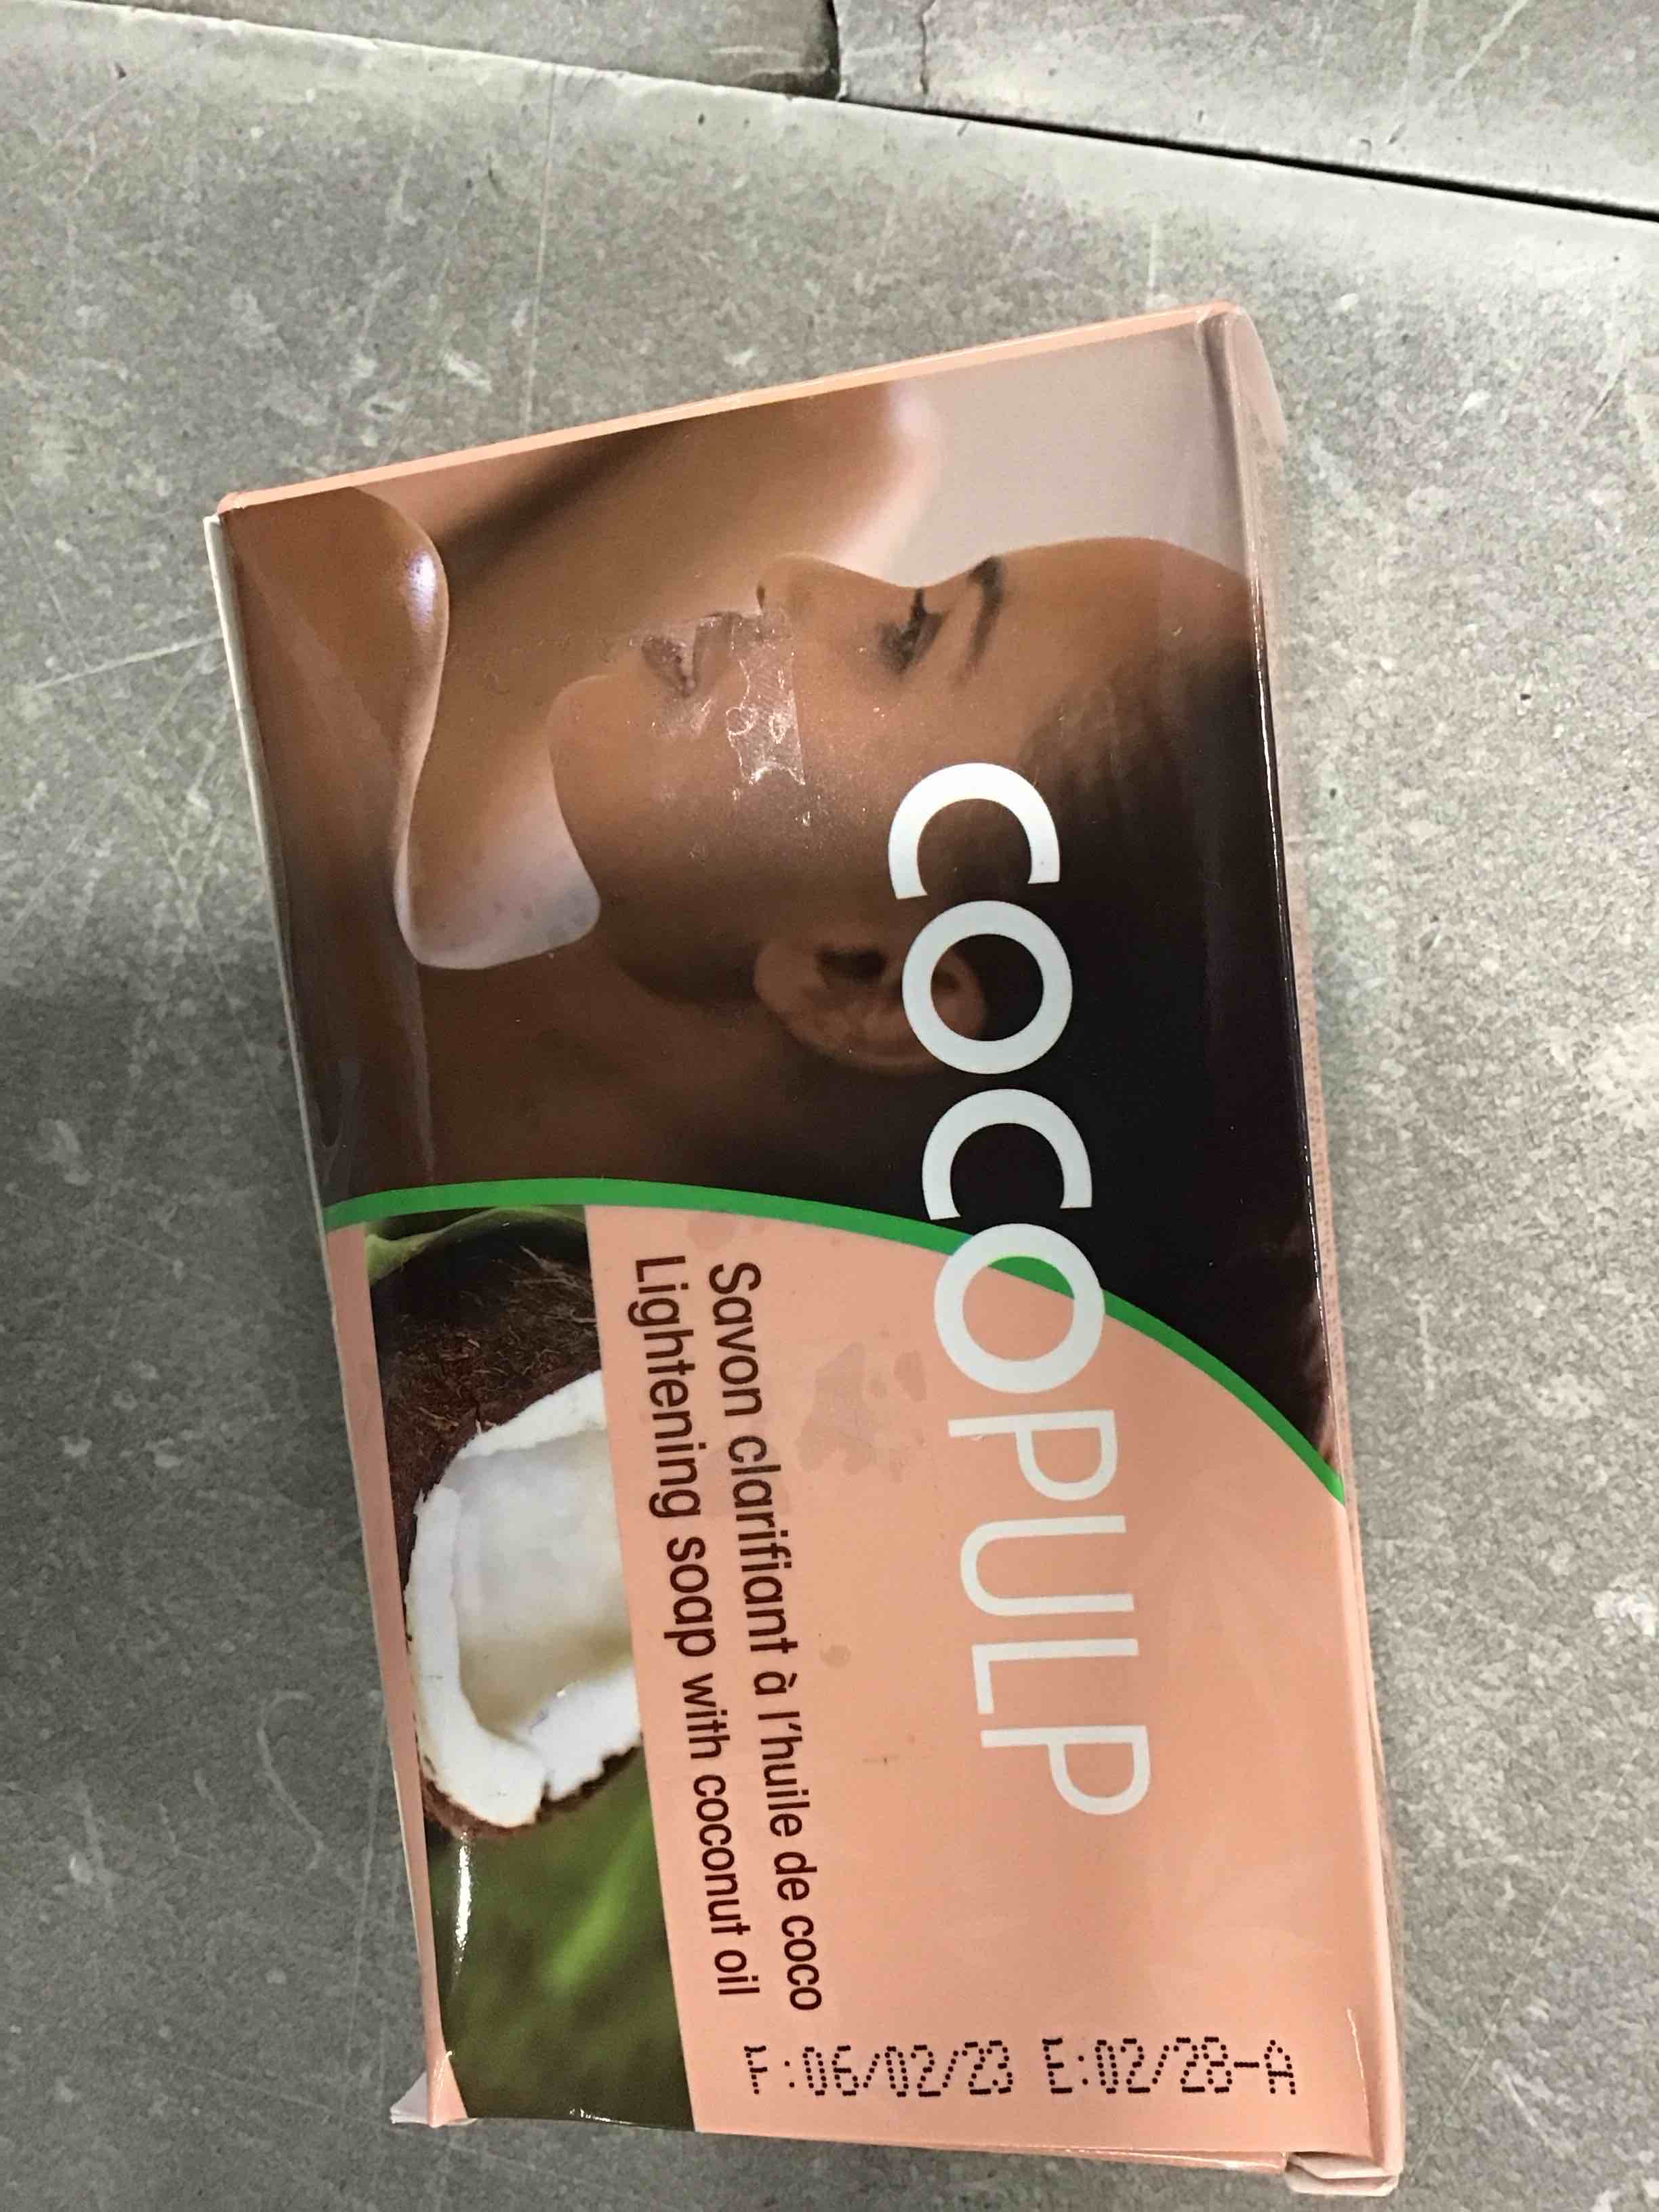 COCOPULP
Savon clarifiant à l'huile de coco
Lightening soap with coconut oil
:06/02/23 E:02/28-A